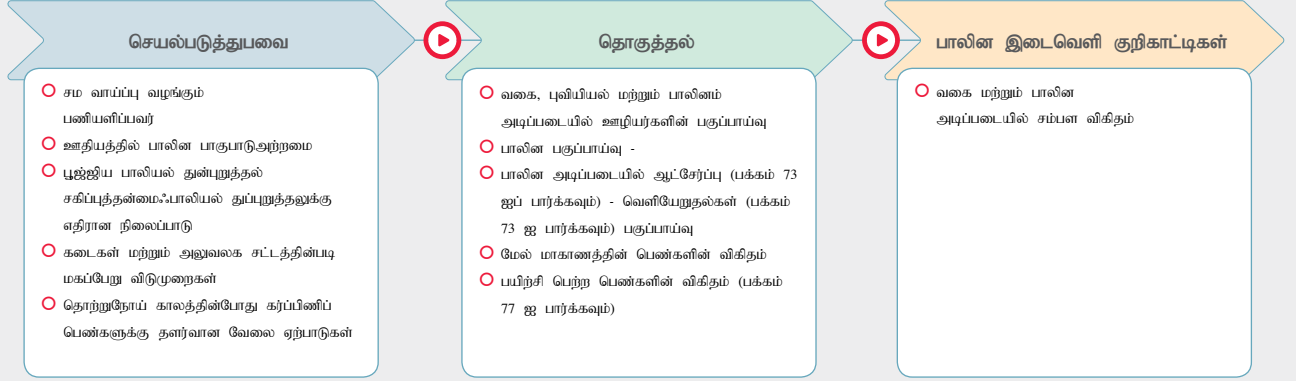 செயல்படுத்துபவை
சம வாய்ப்பு வழங்கும்
பணியளிப்பவர்
ஊதியத்தில் பாலின பாகுபாடுஅற்றமை
பூஜ்ஜிய பாலியல் துன்புறுத்தல்
சகிப்புத்தன்மைஃபாலியல் துப்புறுத்தலுக்கு
எதிரான நிலைப்பாடு
கடைகள் மற்றும் அலுவலக சட்டத்தின்படி
மகப்பேறு விடுமுறைகள்
தொற்றுநோய் காலத்தின்போது கர்ப்பிணிப்
பெண்களுக்கு தளர்வான வேலை ஏற்பாடுகள்
தொகுத்தல்
வகை, புவியியல் மற்றும் பாலினம்
அடிப்படையில் ஊழியர்களின் பகுப்பாய்வு
பாலின பகுப்பாய்வு -
பாலின அடிப்படையில் ஆட்சேர்ப்பு (பக்கம் 73
ஐப் பார்க்கவும்) - வெளியேறுதல்கள் (பக்கம்
73 ஐ பார்க்கவும்) பகுப்பாய்வு
மேல் மாகாணத்தின் பெண்களின் விகிதம்
பயிற்சி பெற்ற பெண்களின் விகிதம் (பக்கம்
77 ஐ பார்க்கவும்)
பாலின இடைவெளி குறிகாட்டிகள்
வகை மற்றும் பாலின
அடிப்படையில் சம்பள விகிதம்